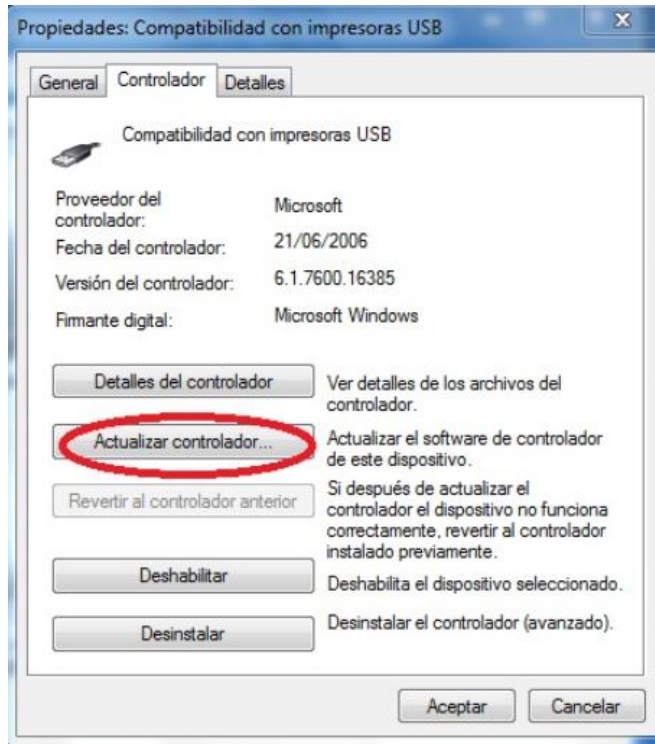 Propiedades: Compatibilidad con impresoras USB
General
Controlador
Detalles
Compatibilidad con impresoras USB
Proveedor del
controlador:
Microsoft
Fecha del controlador:
21/06/2006
Versión del controlador:
6.1.7600.16385
Firmante digital:
Microsoft Windows
Detalles del controlador
Ver detalles de los archivos del
controlador.
Actualizar controlador...
Actualizar el software de controlador
de este dispositivo.
Revertir al controlador anterior
Si después de actualizar el
controlador el dispositivo no funciona
correctamente, revertir al controlador
instalado previamente.
Deshabilitar
Deshabilita el dispositivo seleccionado.
Desinstalar
Desinstalar el controlador (avanzado).
Aceptar
Cancelar